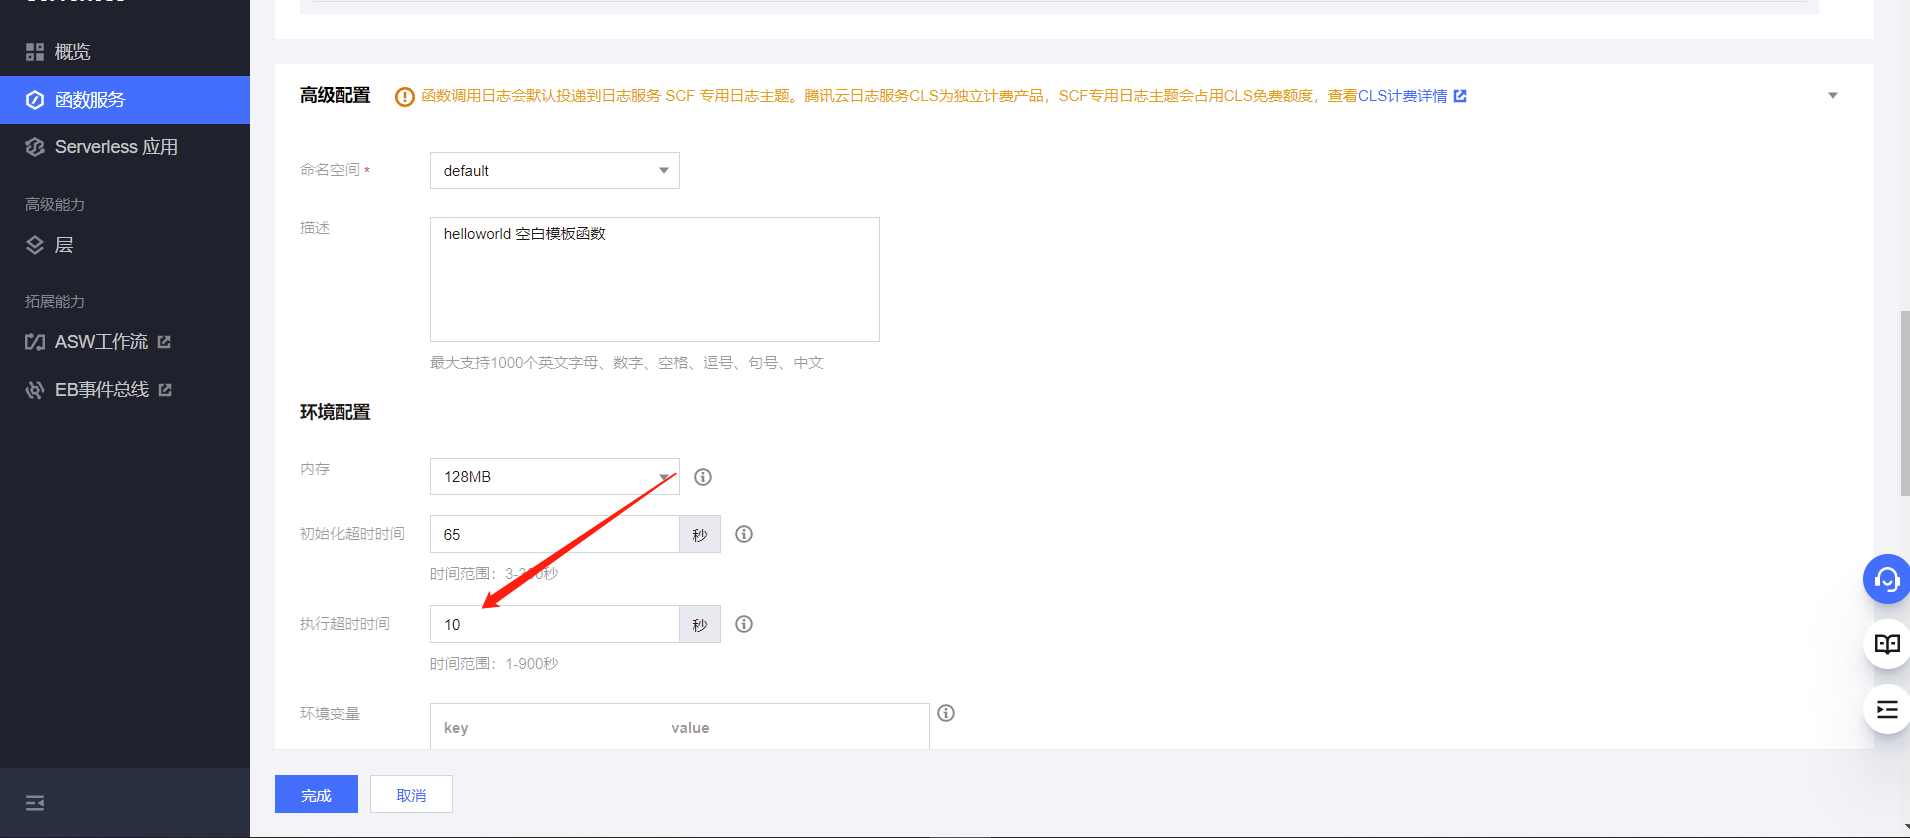 概览
函数服务
Serverless 应用
高级能力
层
拓展能力
ASW工作流
EB事件总线
高级配置
函数调用日志会默认投递到日志服务 SCF 专用日志主题。腾讯云日志服务CLS为独立计费产品，SCF专用日志主题会占用CLS免费额度，查看CLS计费详情
命名空间 *
default
描述
helloworld 空白模板函数
最大支持1000个英文字母、数字、空格、逗号、句号、中文
环境配置
内存
128MB
初始化超时时间
65
秒
时间范围：3-300秒
执行超时时间
10
秒
时间范围：1-900秒
环境变量
key
value
完成
取消